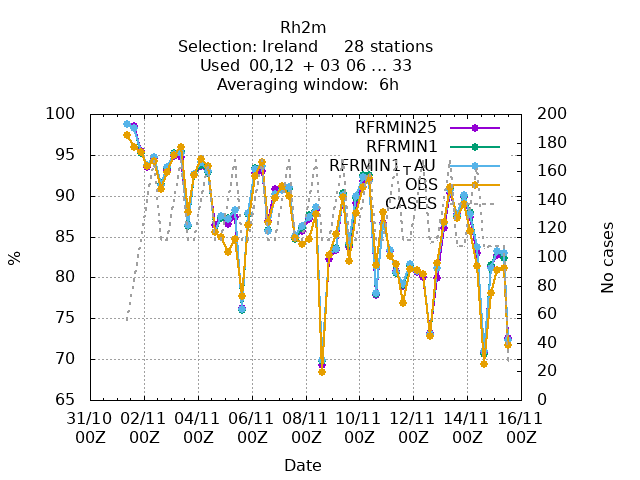 Rh2m
Selection: Ireland 28 stations
Used 00,12 + 03 06 ... 33
Averaging window: 6h
100
95
90
85
80
75
70
65
%
200
180
160
140
120
100
80
60
40
20
0
No cases
RFRMIN25
RFRMIN1
RFRMIN1_AU
OBS
CASES
31/10 02/11 04/11 06/11 08/11 10/11 12/11 14/11 16/11
00Z 00Z 00Z 00Z 00Z 00Z 00Z 00Z 00Z
Date